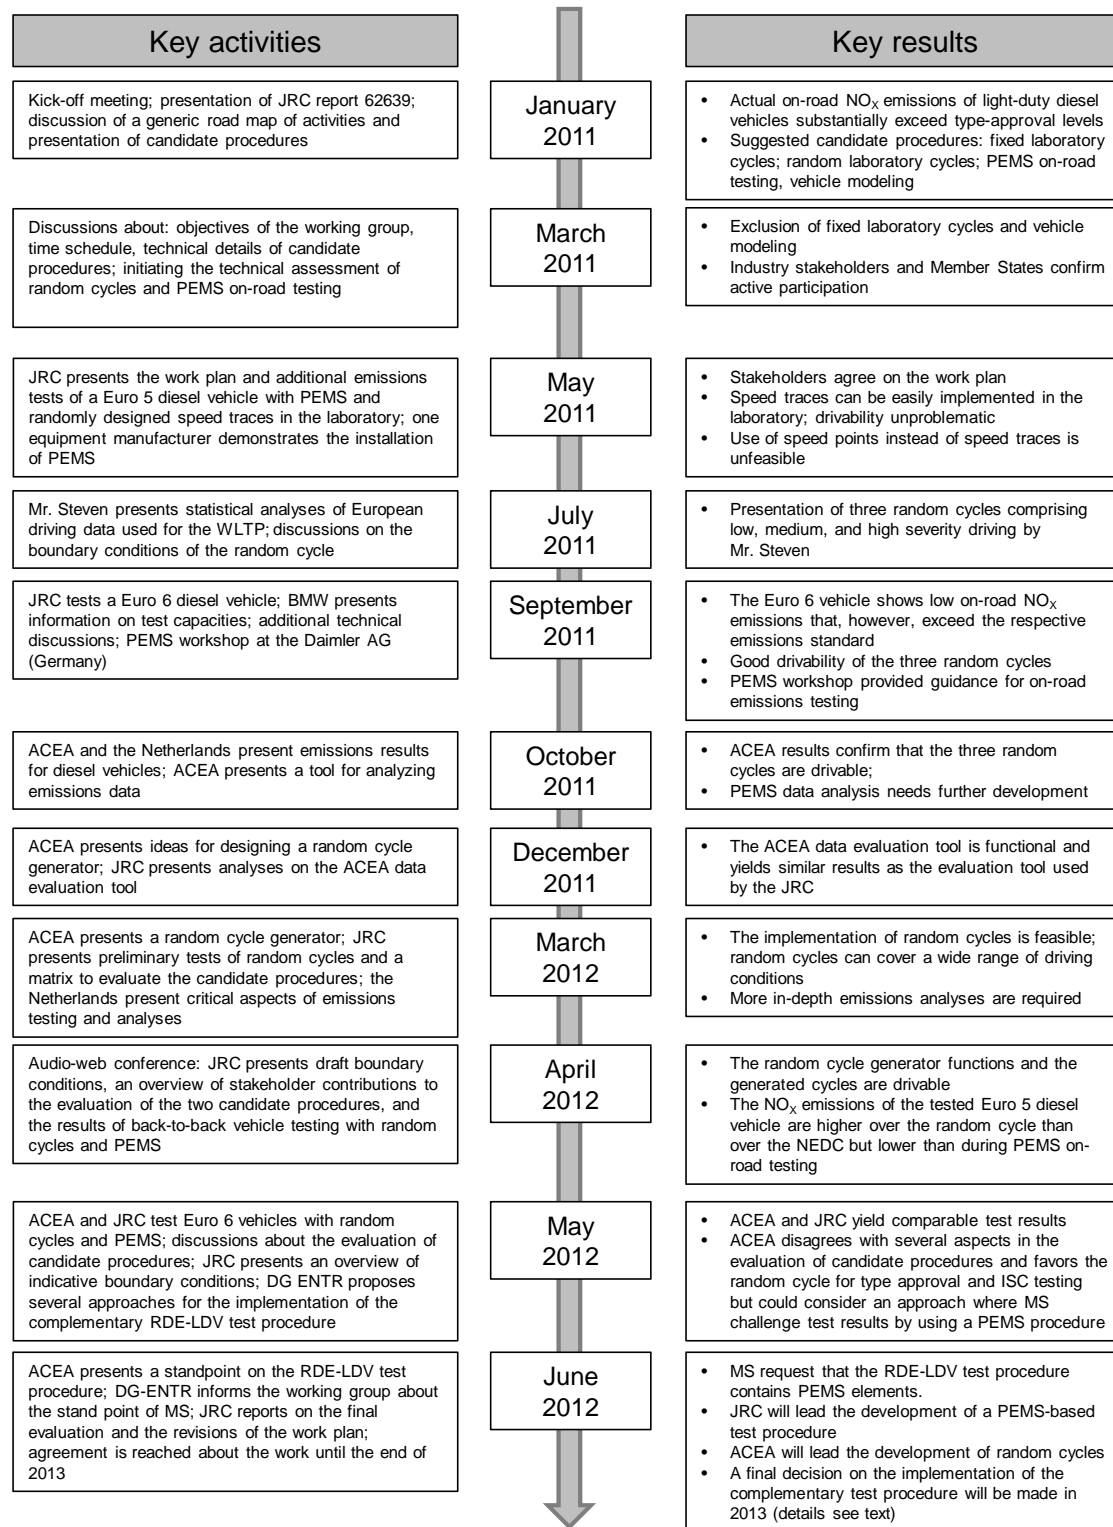 Key activities
Key results
Kick-off meeting; presentation of JRC report 62639;
discussion of a generic road map of activities and
presentation of candidate procedures
January
2011
• Actual on-road NOX emissions of light-duty diesel
vehicles substantially exceed type-approval levels
• Suggested candidate procedures: fixed laboratory
cycles; random laboratory cycles; PEMS on-road
testing, vehicle modeling
Discussions about: objectives of the working group,
time schedule, technical details of candidate
procedures; initiating the technical assessment of
random cycles and PEMS on-road testing
March
2011
• Exclusion of fixed laboratory cycles and vehicle
modeling
• Industry stakeholders and Member States confirm
active participation
JRC presents the work plan and additional emissions
tests of a Euro 5 diesel vehicle with PEMS and
randomly designed speed traces in the laboratory; one
equipment manufacturer demonstrates the installation
of PEMS
May
2011
• Stakeholders agree on the work plan
• Speed traces can be easily implemented in the
laboratory; drivability unproblematic
• Use of speed points instead of speed traces is
unfeasible
Mr. Steven presents statistical analyses of European
driving data used for the WLTP; discussions on the
boundary conditions of the random cycle
July
2011
• Presentation of three random cycles comprising
low, medium, and high severity driving by
Mr. Steven
JRC tests a Euro 6 diesel vehicle; BMW presents
information on test capacities; additional technical
discussions; PEMS workshop at the Daimler AG
(Germany)
September
2011
• The Euro 6 vehicle shows low on-road NOX
emissions that, however, exceed the respective
emissions standard
• Good drivability of the three random cycles
• PEMS workshop provided guidance for on-road
emissions testing
ACEA and the Netherlands present emissions results
for diesel vehicles; ACEA presents a tool for analyzing
emissions data
October
2011
• ACEA results confirm that the three random
cycles are drivable;
• PEMS data analysis needs further development
ACEA presents ideas for designing a random cycle
generator; JRC presents analyses on the ACEA data
evaluation tool
December
2011
• The ACEA data evaluation tool is functional and
yields similar results as the evaluation tool used
by the JRC
ACEA presents a random cycle generator; JRC
presents preliminary tests of random cycles and a
matrix to evaluate the candidate procedures; the
Netherlands present critical aspects of emissions
testing and analyses
March
2012
• The implementation of random cycles is feasible;
random cycles can cover a wide range of driving
conditions
• More in-depth emissions analyses are required
Audio-web conference: JRC presents draft boundary
conditions, an overview of stakeholder contributions to
the evaluation of the two candidate procedures, and
the results of back-to-back vehicle testing with random
cycles and PEMS
April
2012
• The random cycle generator functions and the
generated cycles are drivable
• The NOX emissions of the tested Euro 5 diesel
vehicle are higher over the random cycle than
over the NEDC but lower than during PEMS on-
road testing
ACEA and JRC test Euro 6 vehicles with random
cycles and PEMS; discussions about the evaluation of
candidate procedures; JRC presents an overview of
indicative boundary conditions; DG ENTR proposes
several approaches for the implementation of the
complementary RDE-LDV test procedure
May
2012
• ACEA and JRC yield comparable test results
• ACEA disagrees with several aspects in the
evaluation of candidate procedures and favors the
random cycle for type approval and ISC testing
but could consider an approach where MS
challenge test results by using a PEMS procedure
ACEA presents a standpoint on the RDE-LDV test
procedure; DG-ENTR informs the working group about
the stand point of MS; JRC reports on the final
evaluation and the revisions of the work plan;
agreement is reached about the work until the end of
2013
June
2012
• MS request that the RDE-LDV test procedure
contains PEMS elements.
• JRC will lead the development of a PEMS-based
test procedure
• ACEA will lead the development of random cycles
• A final decision on the implementation of the
complementary test procedure will be made in
2013 (details see text)